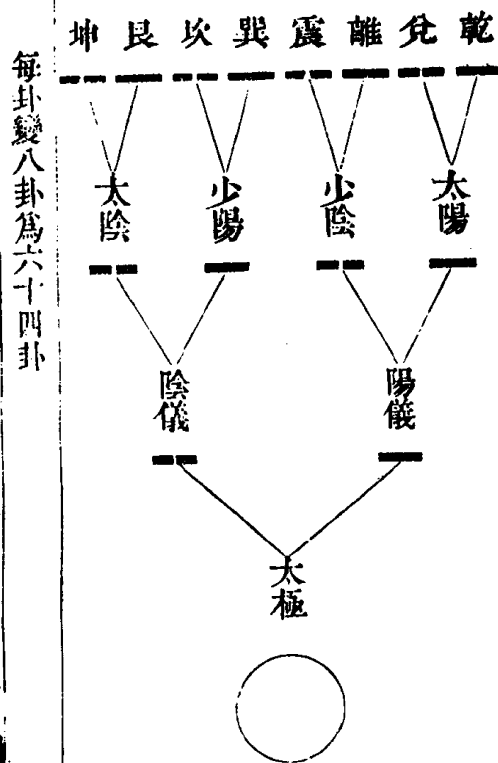 乾兌離震巽坎艮坤
太陽
少陰
少陽
太陰
陽儀
陰儀
太極
每卦變八卦爲六十四卦